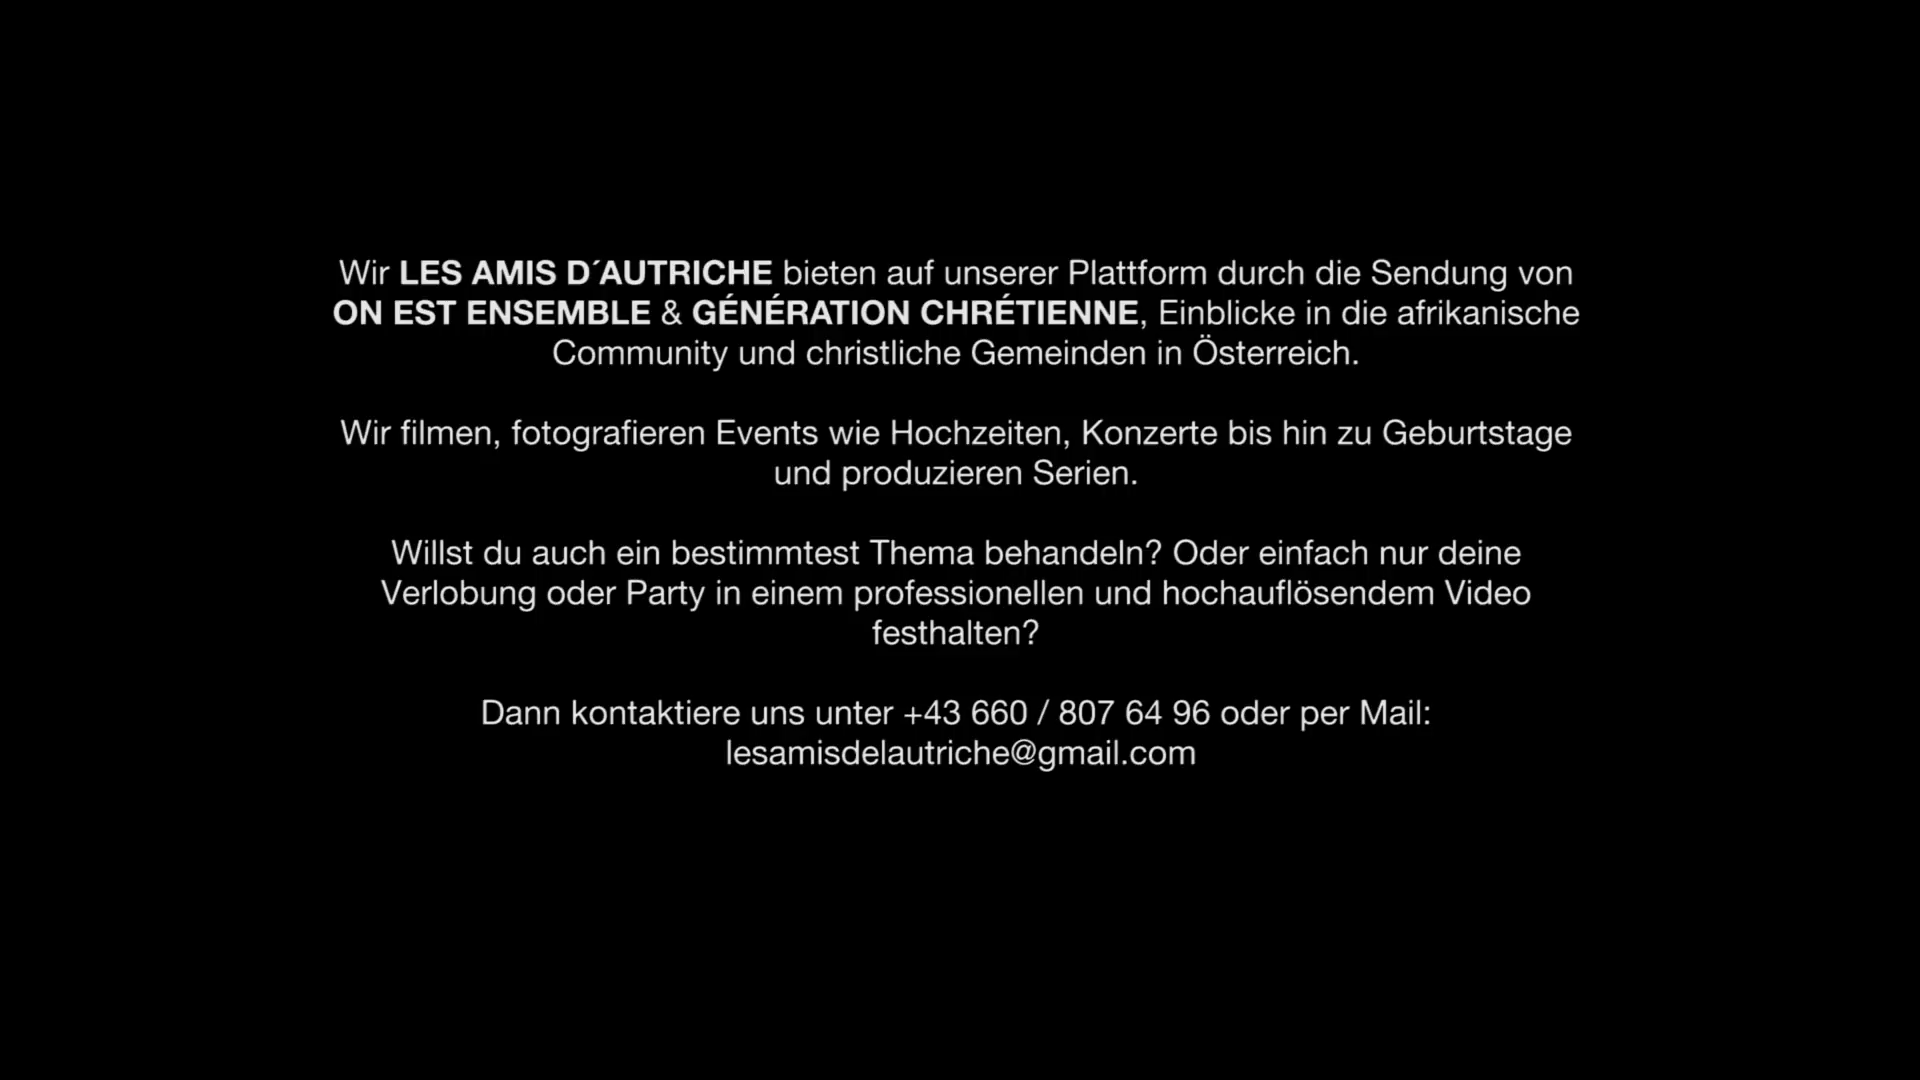 Wir LES AMIS D´AUTRICHE bieten auf unserer Plattform durch die Sendung von
ON EST ENSEMBLE & GÉNÉRATION CHRÉTIENNE, Einblicke in die afrikanische
Community und christliche Gemeinden in Österreich.
Wir filmen, fotografieren Events wie Hochzeiten, Konzerte bis hin zu Geburtstage
und produzieren Serien.
Willst du auch ein bestimmtest Thema behandeln? Oder einfach nur deine
Verlobung oder Party in einem professionellen und hochauflösendem Video
festhalten?
Dann kontaktiere uns unter +43 660 / 807 64 96 oder per Mail:
lesamisdelautriche@gmail.com